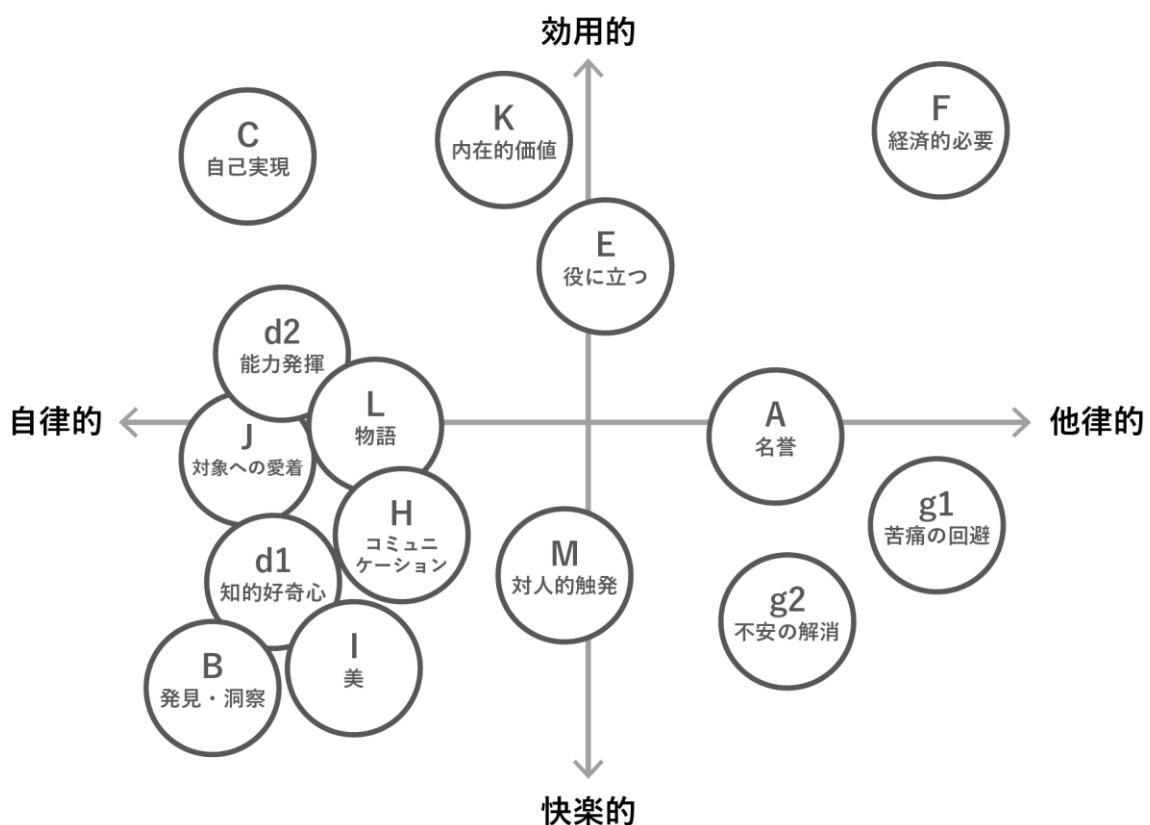 効用的
C
自己実現
K
内在的価値
F
経済的必要
E
役に立つ
d2
能力発揮
自律的
L
物語
J
対象への愛着
A
名誉
他律的
H
コミュニ
ケーション
g1
苦痛の回避
d1
知的好奇心
M
対人的触発
g2
不安の解消
B
発見・洞察
I
美
快楽的